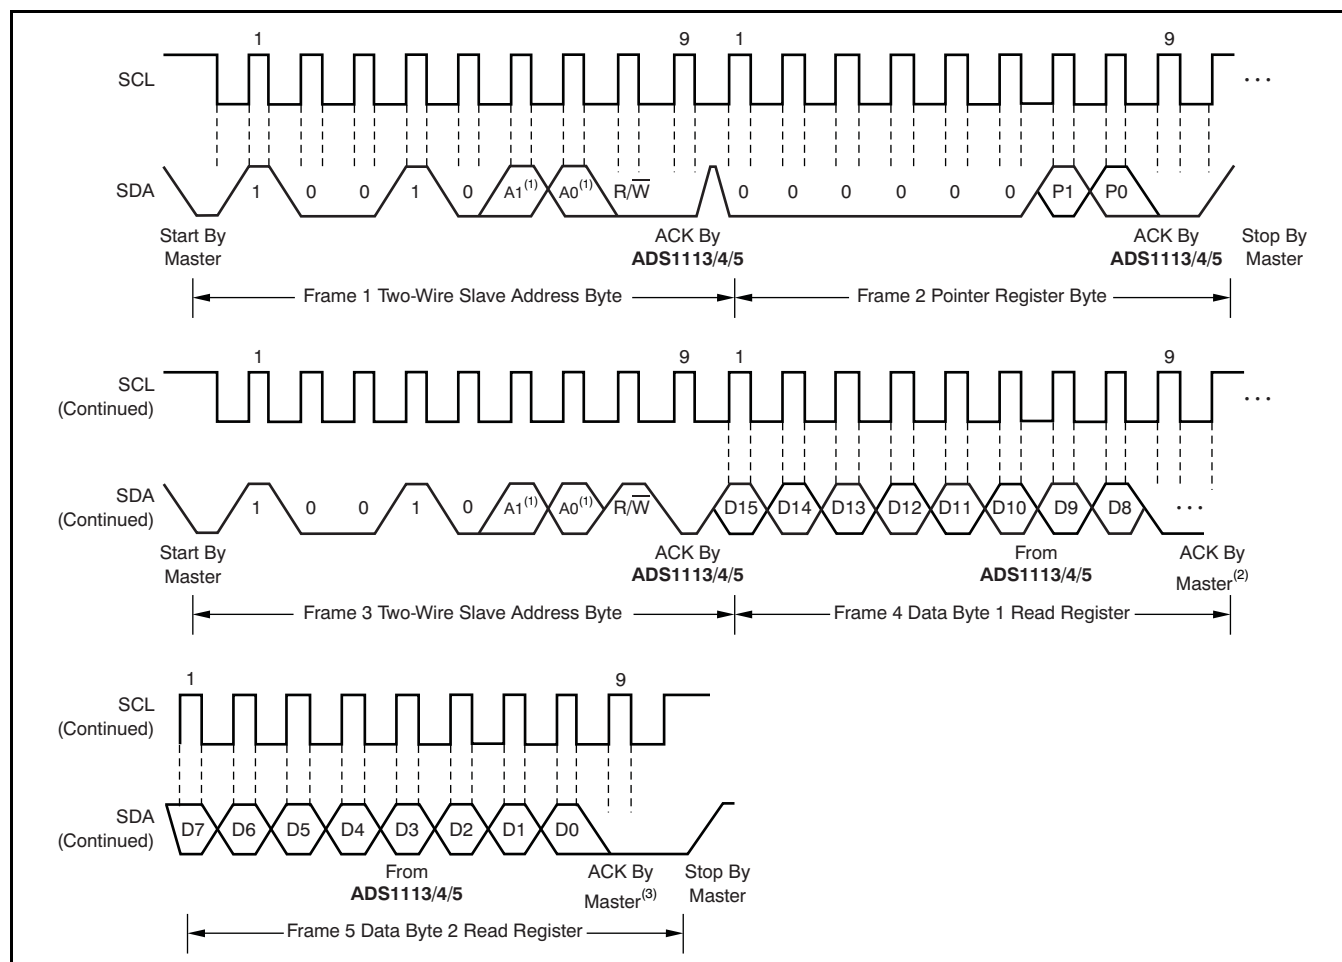 1 9 1 9
SCL ...
SDA 1 0 0 1 0 A1(1) A0(1) R/W 0 0 0 0 0 0 P1 P0
Start By Master
ACK By ADS1113/4/5
ACK By ADS1113/4/5
Stop By Master
Frame 1 Two-Wire Slave Address Byte
Frame 2 Pointer Register Byte
1 9 1 9
SCL (Continued) ...
SDA (Continued) 1 0 0 1 0 A1(1) A0(1) R/W D15 D14 D13 D12 D11 D10 D9 D8 ...
Start By Master
ACK By ADS1113/4/5
From ADS1113/4/5
ACK By Master(2)
Frame 3 Two-Wire Slave Address Byte
Frame 4 Data Byte 1 Read Register
1 9
SCL (Continued)
SDA (Continued) D7 D6 D5 D4 D3 D2 D1 D0
From ADS1113/4/5
ACK By Master(3)
Stop By Master
Frame 5 Data Byte 2 Read Register